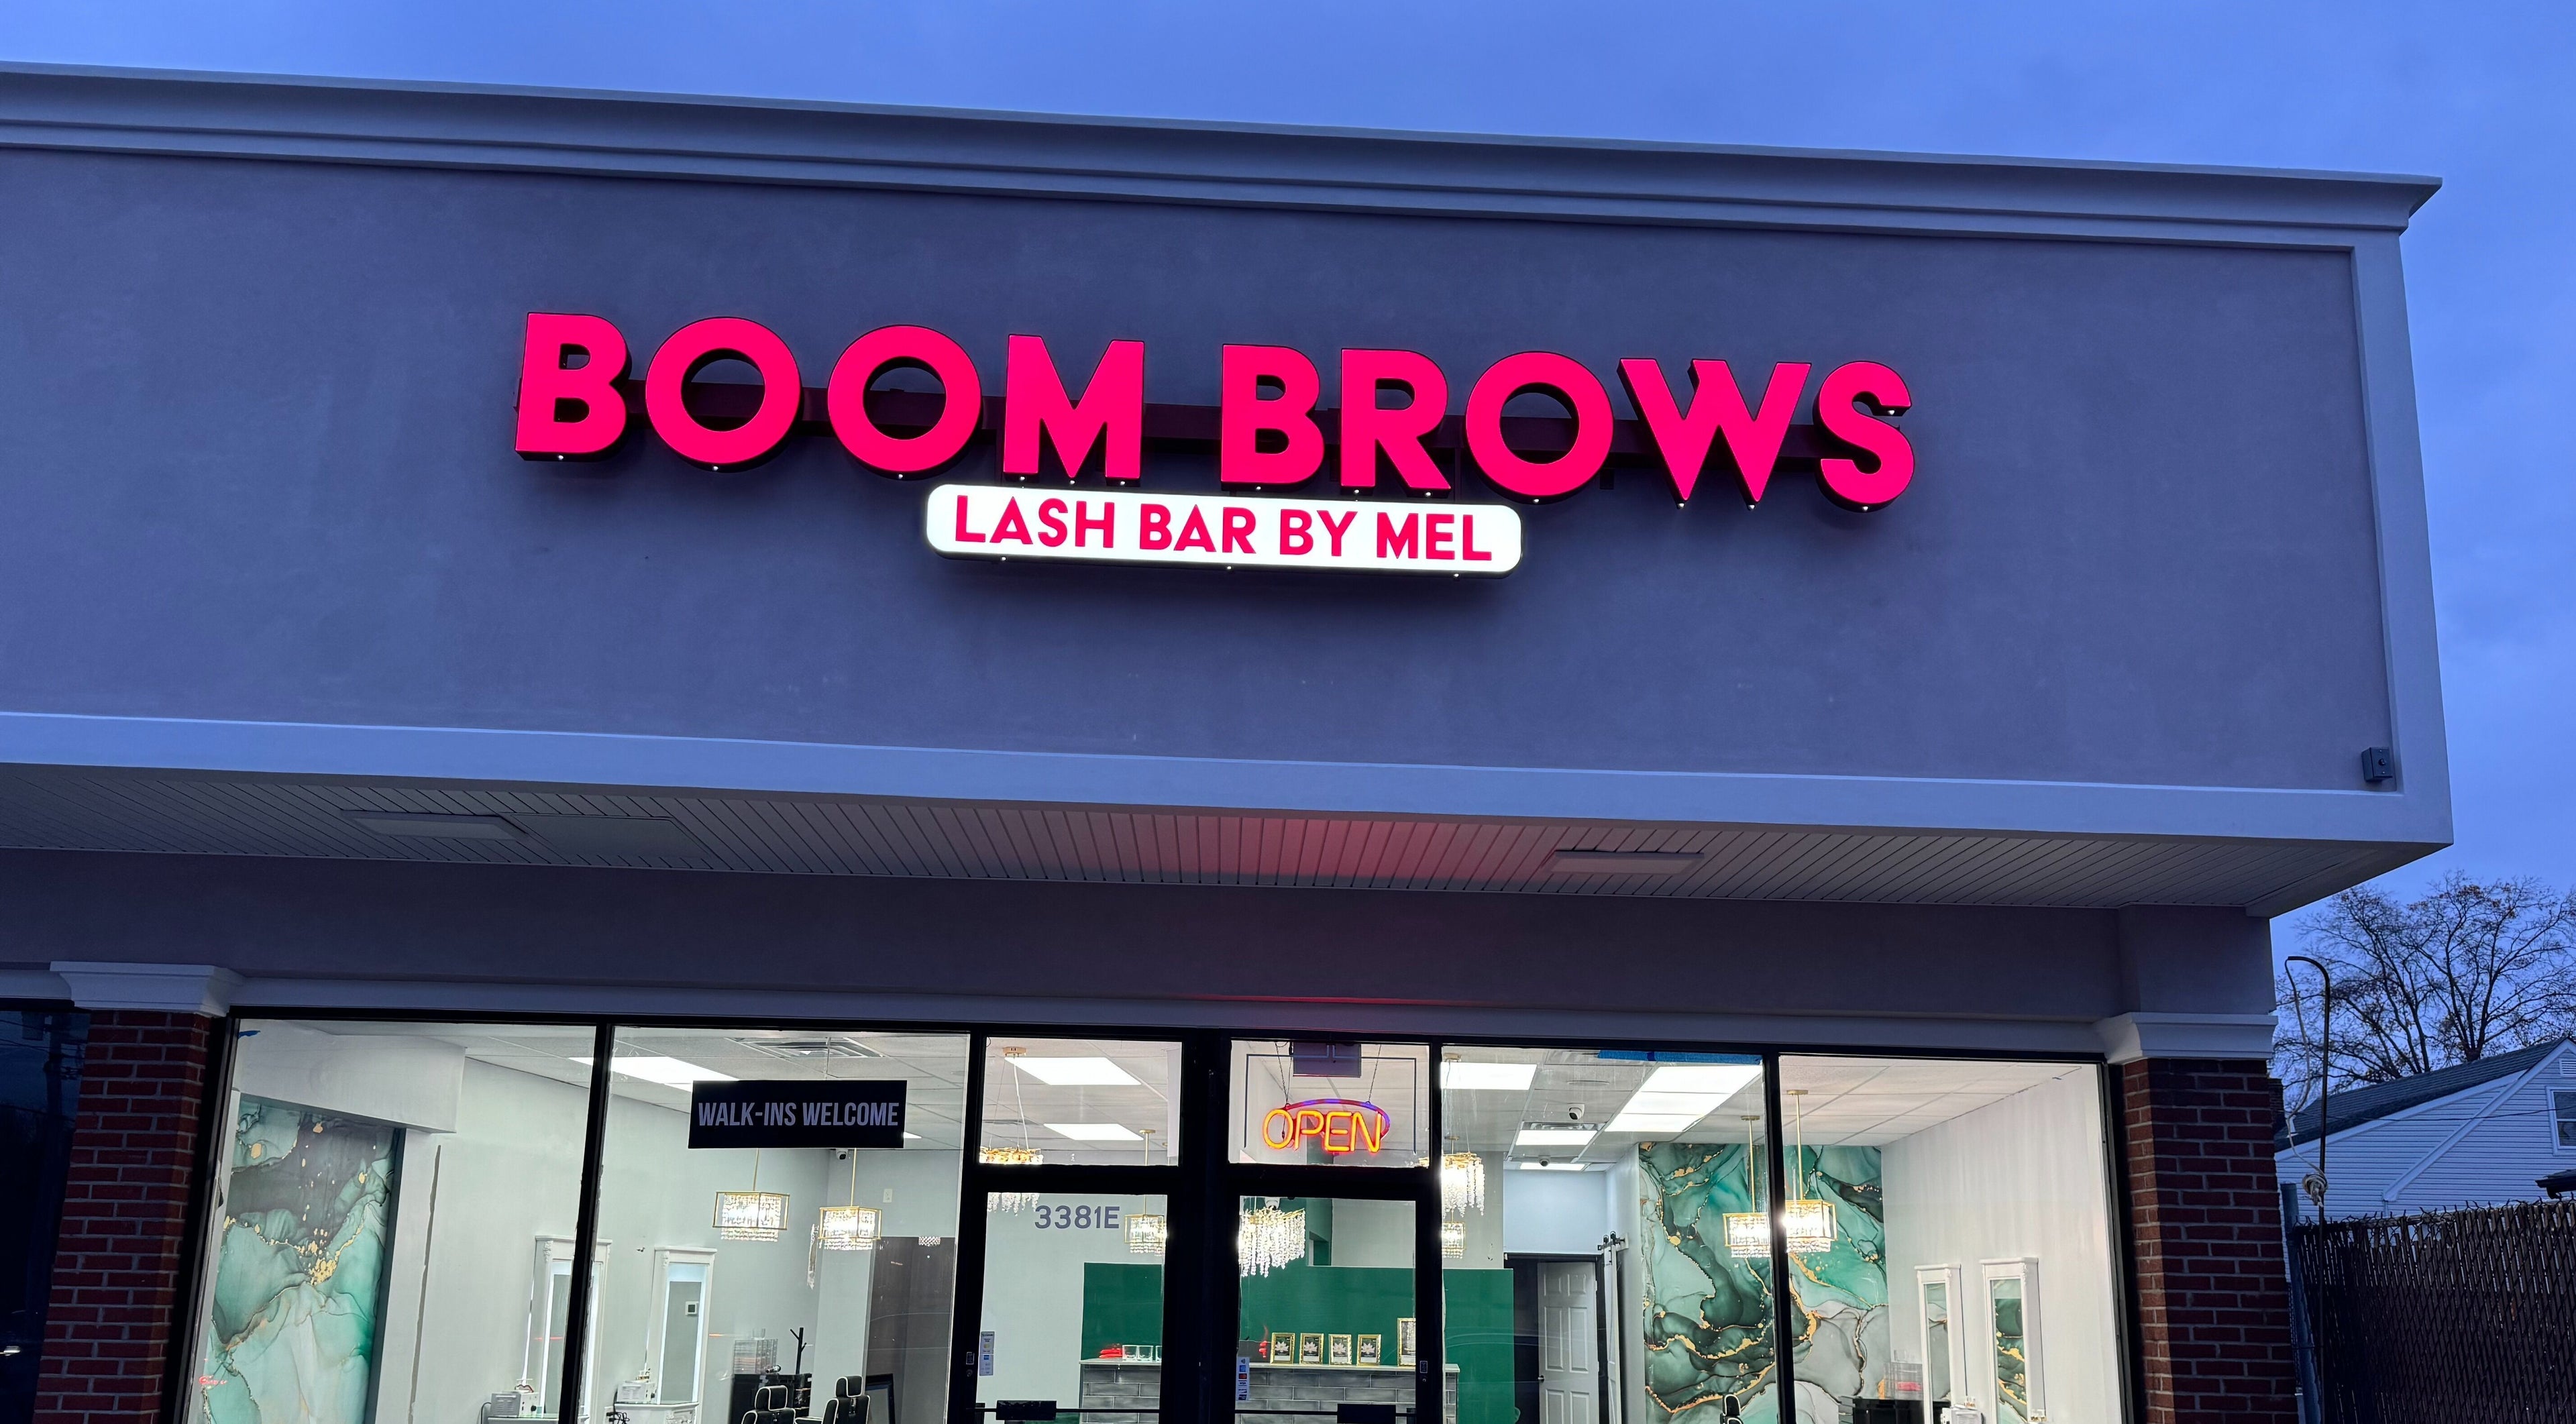 BOOM BROWS
LASH BAR BY MEL
WALK-INS WELCOME
OPEN
3381E